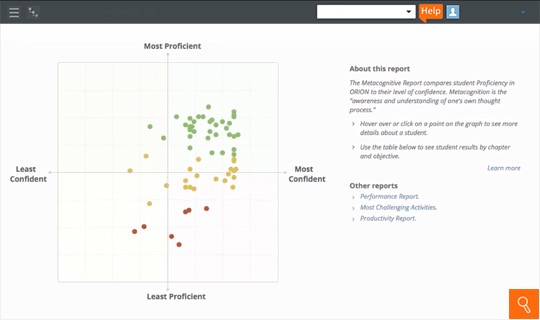 Help
Most Proficient
Least
Confident
Most
Confident
Least Proficient
About this report
The Metacognitive Report compares student Proficiency in
ORION to their level of confidence. Metacognition is the
"awareness and understanding of one's own thought
process."
› Hover over or click on a point on the graph to see more
details about a student.
› Use the table below to see student results by chapter
and objective.
Learn more
Other reports
› Performance Report.
› Most Challenging Activities.
› Productivity Report.